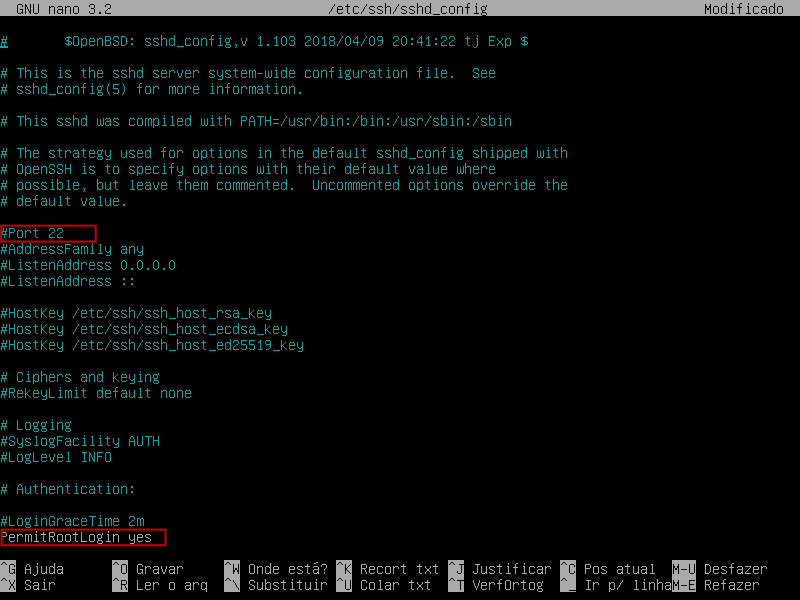 GNU nano 3.2 /etc/ssh/sshd_config Modificado
# $OpenBSD: sshd_config,v 1.103 2018/04/09 20:41:22 tj Exp $
# This is the sshd server system-wide configuration file. See
# sshd_config(5) for more information.
# This sshd was compiled with PATH=/usr/bin:/bin:/usr/sbin:/sbin
# The strategy used for options in the default sshd_config shipped with
# OpenSSH is to specify options with their default value where
# possible, but leave them commented. Uncommented options override the
# default value.
#Port 22
#AddressFamily any
#ListenAddress 0.0.0.0
#ListenAddress ::
#HostKey /etc/ssh/ssh_host_rsa_key
#HostKey /etc/ssh/ssh_host_ecdsa_key
#HostKey /etc/ssh/ssh_host_ed25519_key
# Ciphers and keying
#RekeyLimit default none
# Logging
#SyslogFacility AUTH
#LogLevel INFO
# Authentication:
#LoginGraceTime 2m
PermitRootLogin yes
^G Ajuda ^O Gravar ^W Onde está? ^K Recort txt ^J Justificar ^C Pos atual M-U Desfazer
^X Sair ^R Ler o arq ^\ Substituir ^U Colar txt ^T VerfOrtog ^_ Ir p/ linha M-E Refazer